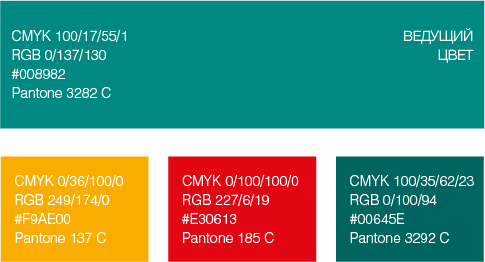 CMYK 100/17/55/1
RGB 0/137/130
#008982
Pantone 3282 C
ВЕДУЩИЙ
ЦВЕТ
CMYK 0/36/100/0
RGB 249/174/0
#F9AE00
Pantone 137 C
CMYK 0/100/100/0
RGB 227/6/19
#E30613
Pantone 185 C
CMYK 100/35/62/23
RGB 0/100/94
#00645E
Pantone 3292 C